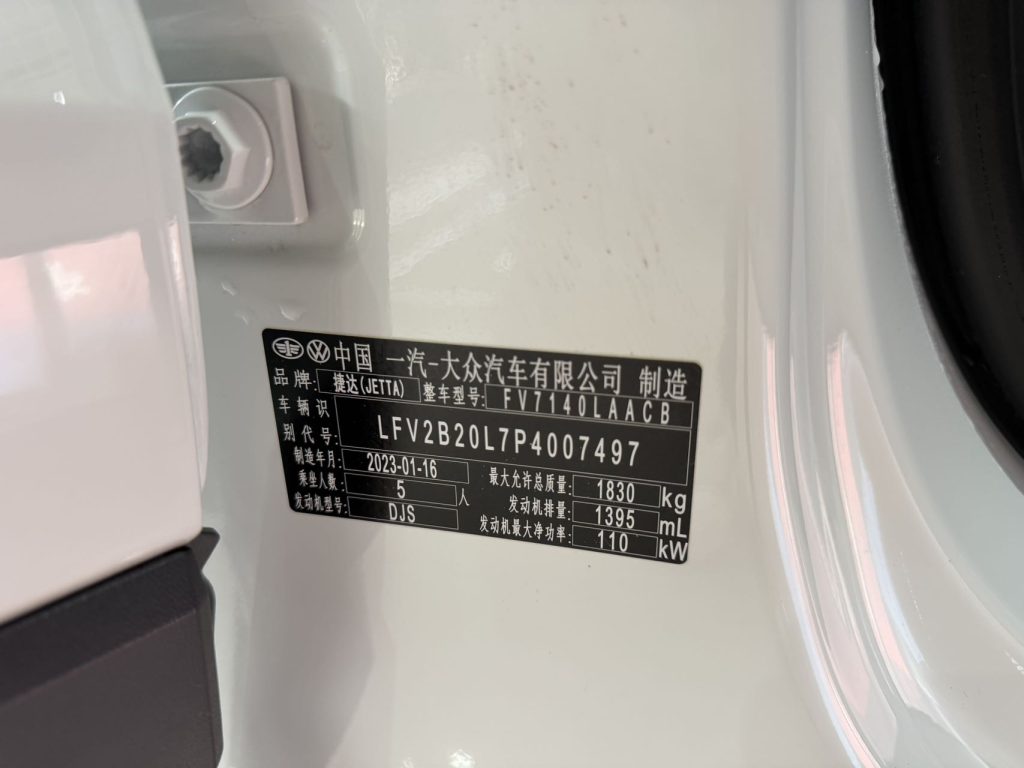 中国 一汽-大众汽车有限公司 制造
品牌: 捷达(JETTA) 整车型号: FV7140LAACB
车辆识别代号: LFV2B20L7P4007497
制造年月: 2023-01-16 最大允许总质量: 1830 kg
乘坐人数: 5 人 发动机排量: 1395 mL
发动机型号: DJS 发动机最大净功率: 110 kW